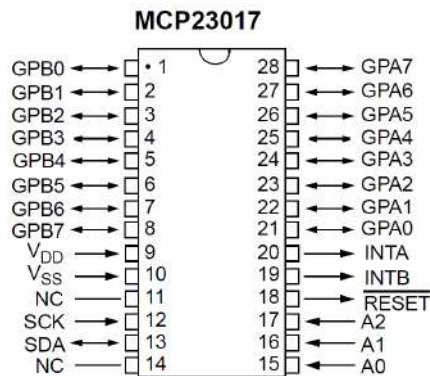 MCP23017
GPB0 • 1 28 GPA7
GPB1 2 27 GPA6
GPB2 3 26 GPA5
GPB3 4 25 GPA4
GPB4 5 24 GPA3
GPB5 6 23 GPA2
GPB6 7 22 GPA1
GPB7 8 21 GPA0
VDD 9 20 INTA
VSS 10 19 INTB
NC 11 18 RESET
SCK 12 17 A2
SDA 13 16 A1
NC 14 15 A0